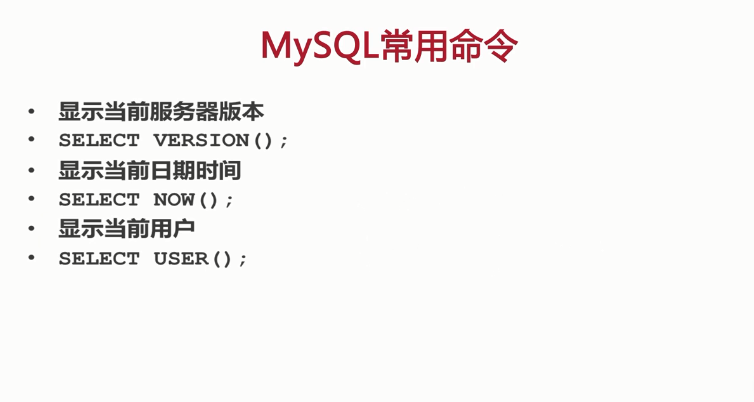 MySQL常用命令
• 显示当前服务器版本
• SELECT VERSION();
• 显示当前日期时间
• SELECT NOW();
• 显示当前用户
• SELECT USER();